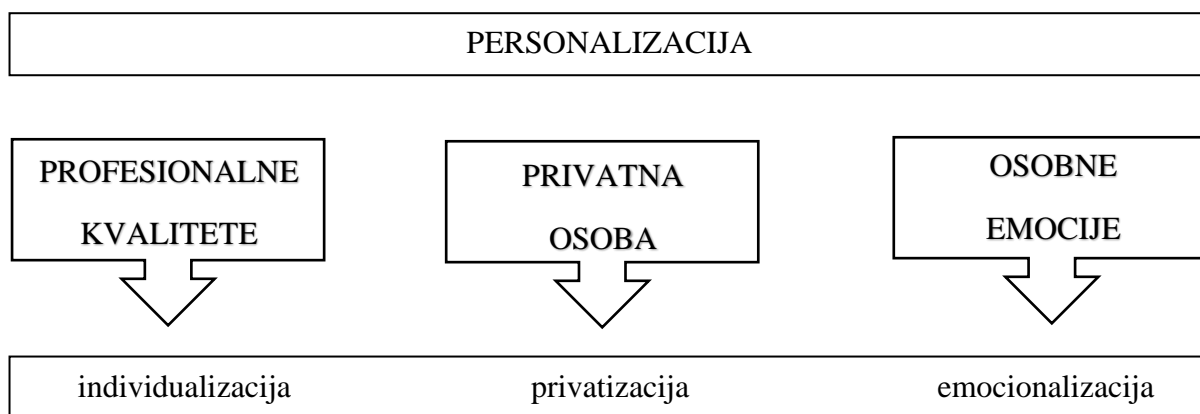 PERSONALIZACIJA
PROFESIONALNE
KVALITETE
PRIVATNA
OSOBA
OSOBNE
EMOCIJE
individualizacija
privatizacija
emocionalizacija